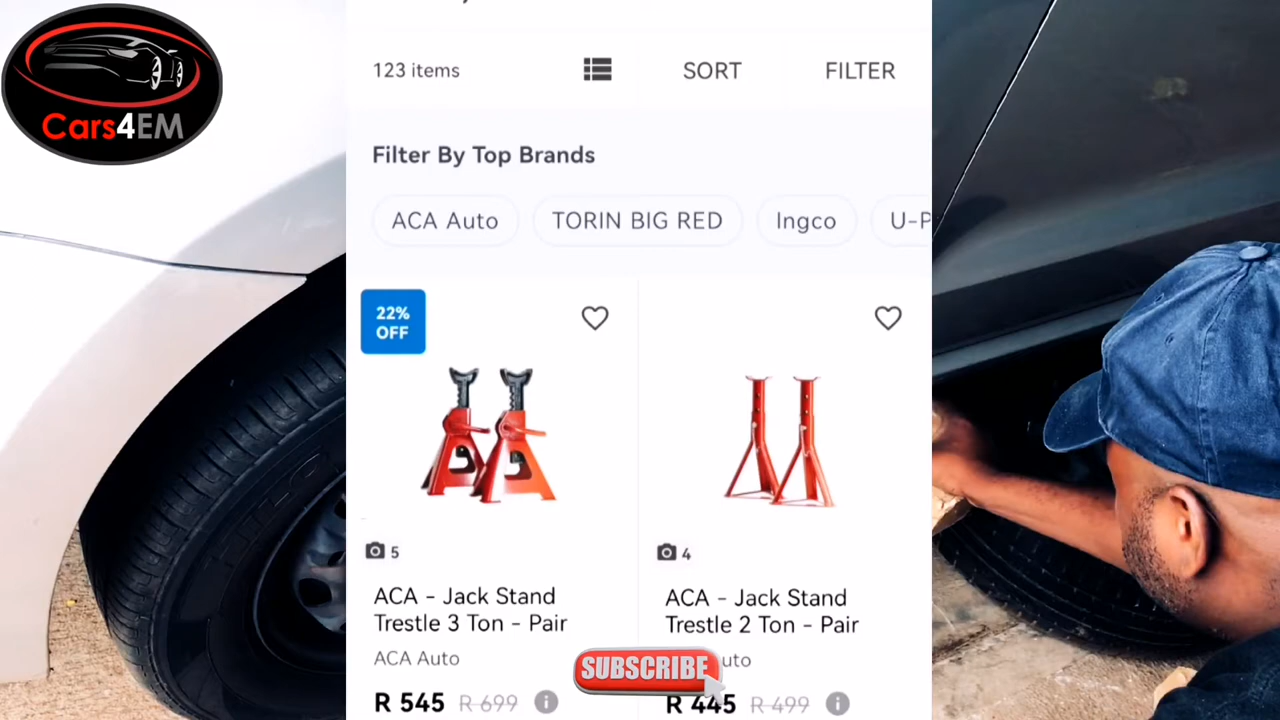 Cars4EM
123 items
SORT
FILTER
Filter By Top Brands
ACA Auto
TORIN BIG RED
Ingco
U-P
22%
OFF
5
4
ACA - Jack Stand
Trestle 3 Ton - Pair
ACA Auto
R 545 R 699
ACA - Jack Stand
Trestle 2 Ton - Pair
uto
R 445 R 499
SUBSCRIBE